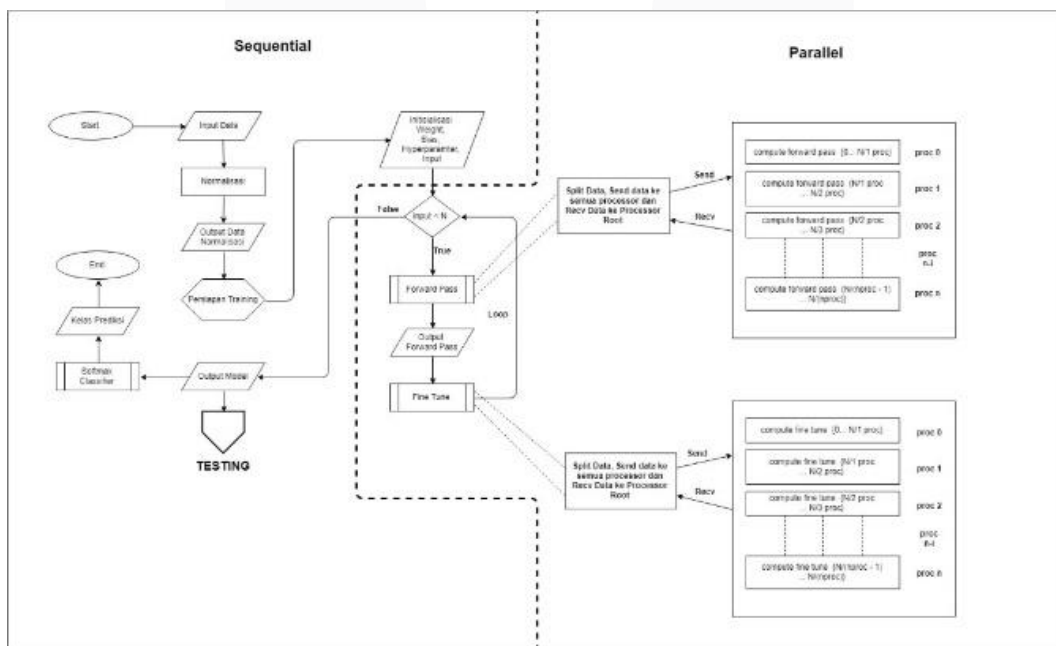 Sequential
Parallel
Start
Input Data
Normalisasi
Output Data
Normalisasi
Persiapan Training
Inisialisasi
Weight,
Bias,
Hyperparamter,
Input
Input < N
False
True
Forward Pass
Output
Forward Pass
Fine Tune
Loop
End
Kelas Prediksi
Softmax
Classifier
Output Model
TESTING
Split Data, Send data ke
semua processor dan
Recv Data ke Processor
Root
Send
Recv
compute forward pass (0... N/1 proc)
proc 0
compute forward pass (N/1 proc
... N/2 proc)
proc 1
compute forward pass (N/2 proc
... N/3 proc)
proc 2
proc
n-i
compute forward pass (N/(nproc - 1)
... N/(nproc))
proc n
Split Data, Send data ke
semua processor dan
Recv Data ke Processor
Root
Send
Recv
compute fine tune (0... N/1 proc)
proc 0
compute fine tune (N/1 proc
... N/2 proc)
proc 1
compute fine tune (N/2 proc
... N/3 proc)
proc 2
proc
n-i
compute fine tune (N/(nproc - 1)
... N/(nproc))
proc n